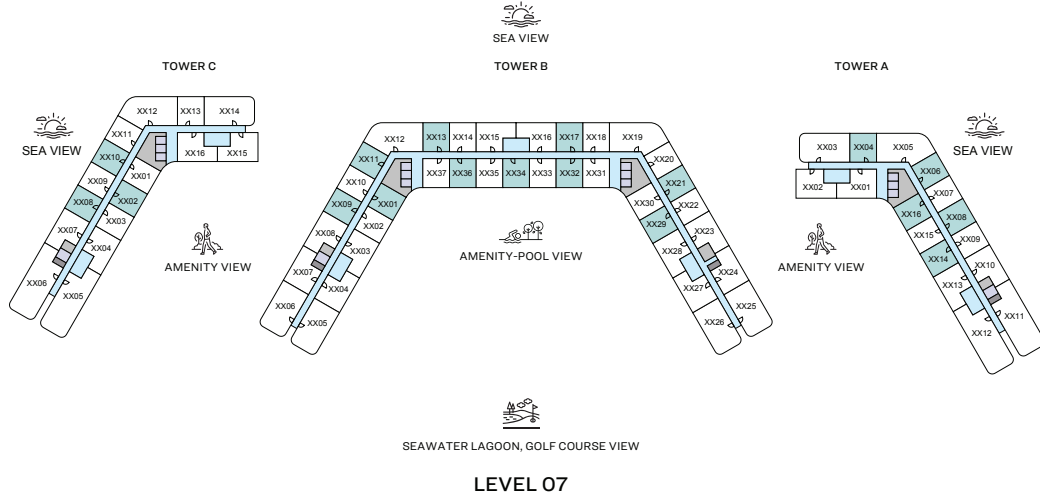 SEA VIEW
TOWER C
TOWER B
TOWER A
SEA VIEW
XX12
XX13
XX14
XX11
XX10
XX09
XX08
XX07
XX06
XX05
XX04
XX03
XX02
XX01
XX16
XX15
AMENITY VIEW
XX12
XX13
XX14
XX15
XX16
XX17
XX18
XX19
XX11
XX10
XX09
XX08
XX07
XX06
XX05
XX04
XX03
XX02
XX01
XX37
XX36
XX35
XX34
XX33
XX32
XX31
XX30
XX29
XX28
XX27
XX26
XX20
XX21
XX22
XX23
XX24
XX25
AMENITY-POOL VIEW
XX03
XX04
XX05
XX02
XX01
XX06
XX07
XX08
XX09
XX10
XX11
XX16
XX15
XX14
XX13
XX12
SEA VIEW
AMENITY VIEW
SEAWATER LAGOON, GOLF COURSE VIEW
LEVEL 07